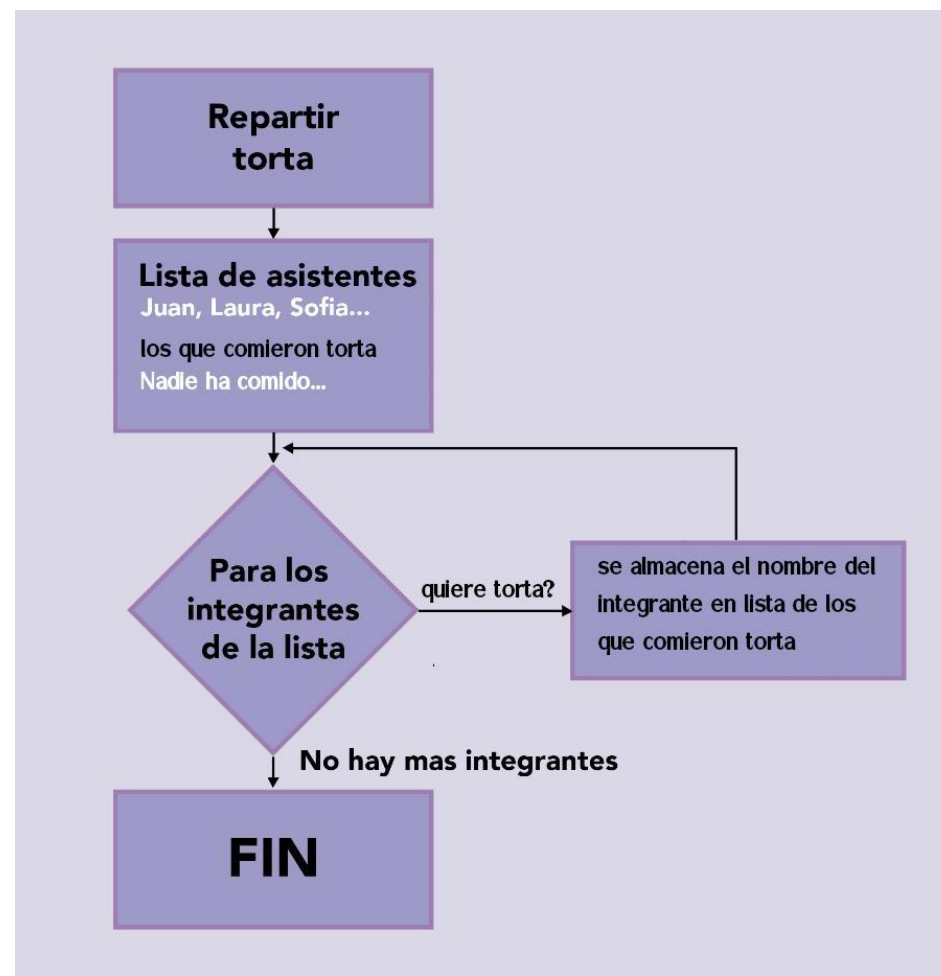 Repartir
torta
Lista de asistentes
Juan, Laura, Sofia...
los que comieron torta
Nadie ha comido...
Para los
integrantes
de la lista
quiere torta?
se almacena el nombre del
integrante en lista de los
que comieron torta
No hay mas integrantes
FIN